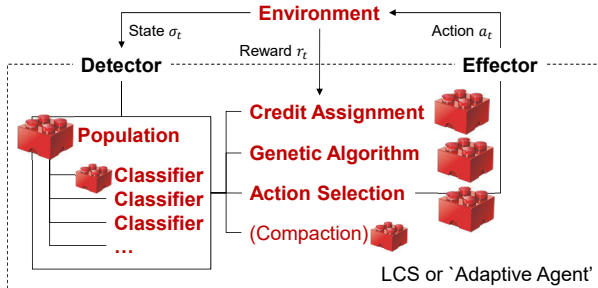 Environment
State σt
Reward rt
Action at
Detector
Effector
Population
Classifier
Classifier
Classifier
...
Credit Assignment
Genetic Algorithm
Action Selection
(Compaction)
LCS or `Adaptive Agent'